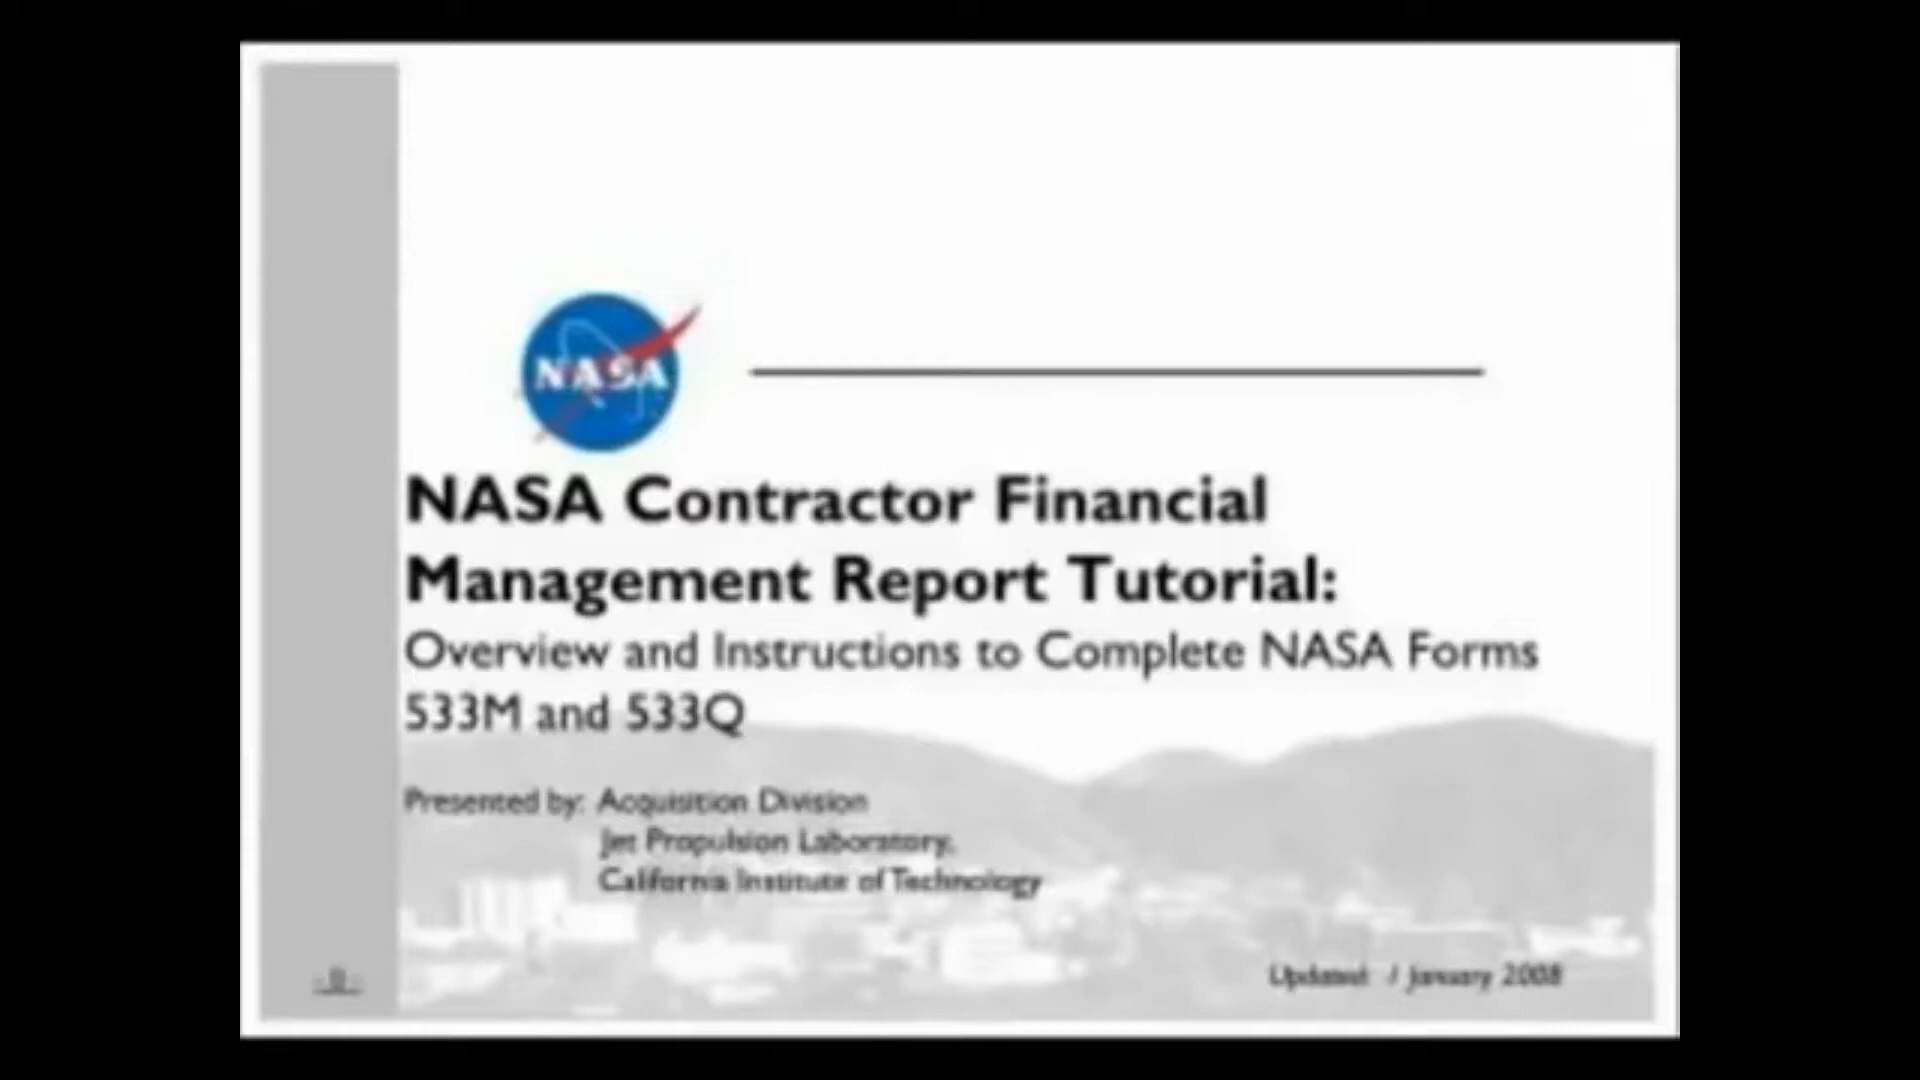 NASA
NASA Contractor Financial
Management Report Tutorial:
Overview and Instructions to Complete NASA Forms
533M and 533Q
Presented by: Acquisition Division
Jet Propulsion Laboratory,
California Institute of Technology
Updated: January 2008